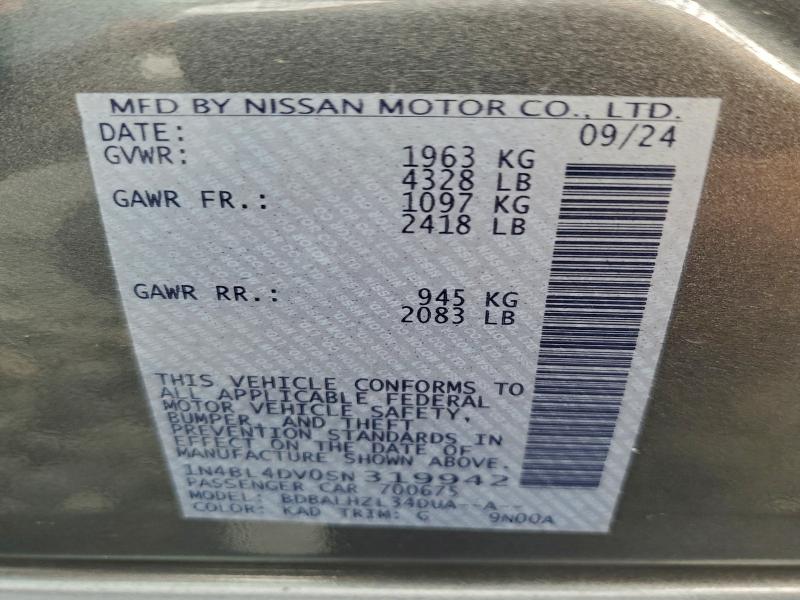 MFD BY NISSAN MOTOR CO., LTD.
DATE: 09/24
GVWR: 1963 KG
4328 LB
GAWR FR.: 1097 KG
2418 LB
GAWR RR.: 945 KG
2083 LB
THIS VEHICLE CONFORMS TO
ALL APPLICABLE FEDERAL
MOTOR VEHICLE SAFETY,
BUMPER, AND THEFT
PREVENTION STANDARDS IN
EFFECT ON THE DATE OF
MANUFACTURE SHOWN ABOVE.
1N4BL4DV0SN319942
PASSENGER CAR 700675
MODEL: BDBALHZL34DUA--A--
COLOR: KAD TRIM: G 9N00A